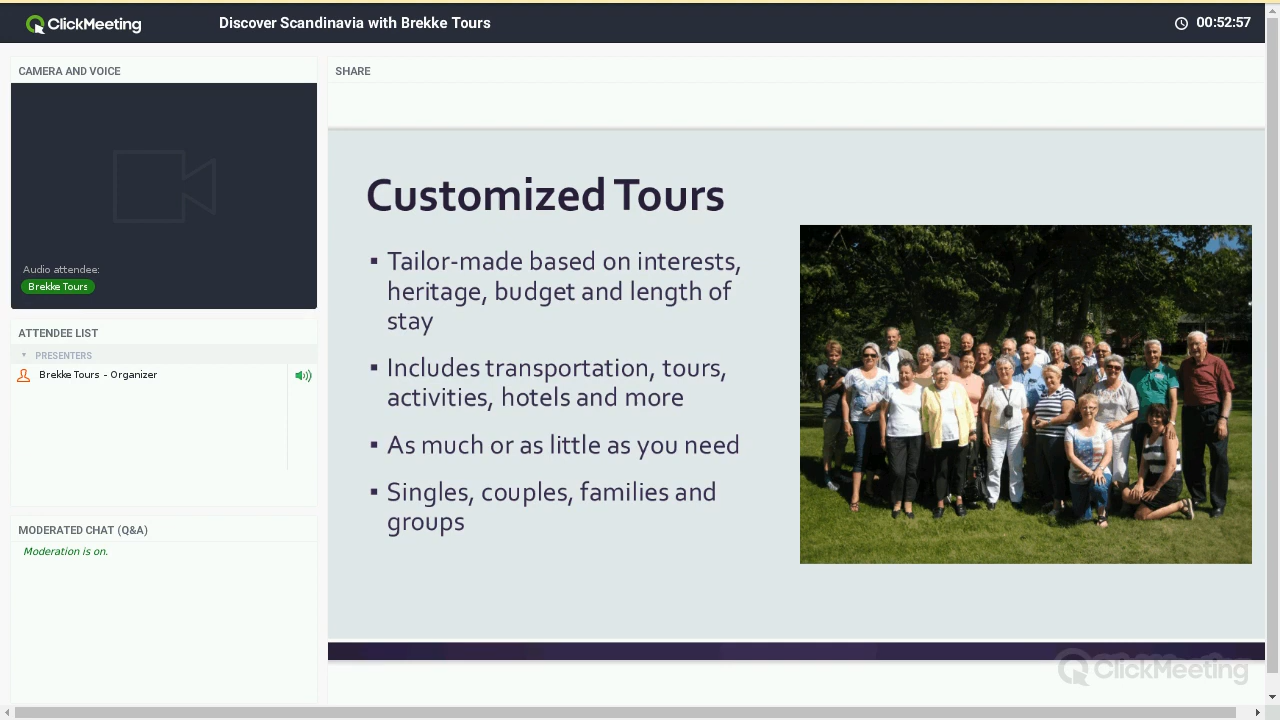 ClickMeeting
Discover Scandinavia with Brekke Tours
00:52:57
CAMERA AND VOICE
Audio attendee:
Brekke Tours
ATTENDEE LIST
PRESENTERS
Brekke Tours - Organizer
MODERATED CHAT (Q&A)
Moderation is on.
SHARE
Customized Tours
▪ Tailor-made based on interests,
heritage, budget and length of
stay
▪ Includes transportation, tours,
activities, hotels and more
▪ As much or as little as you need
▪ Singles, couples, families and
groups
ClickMeeting